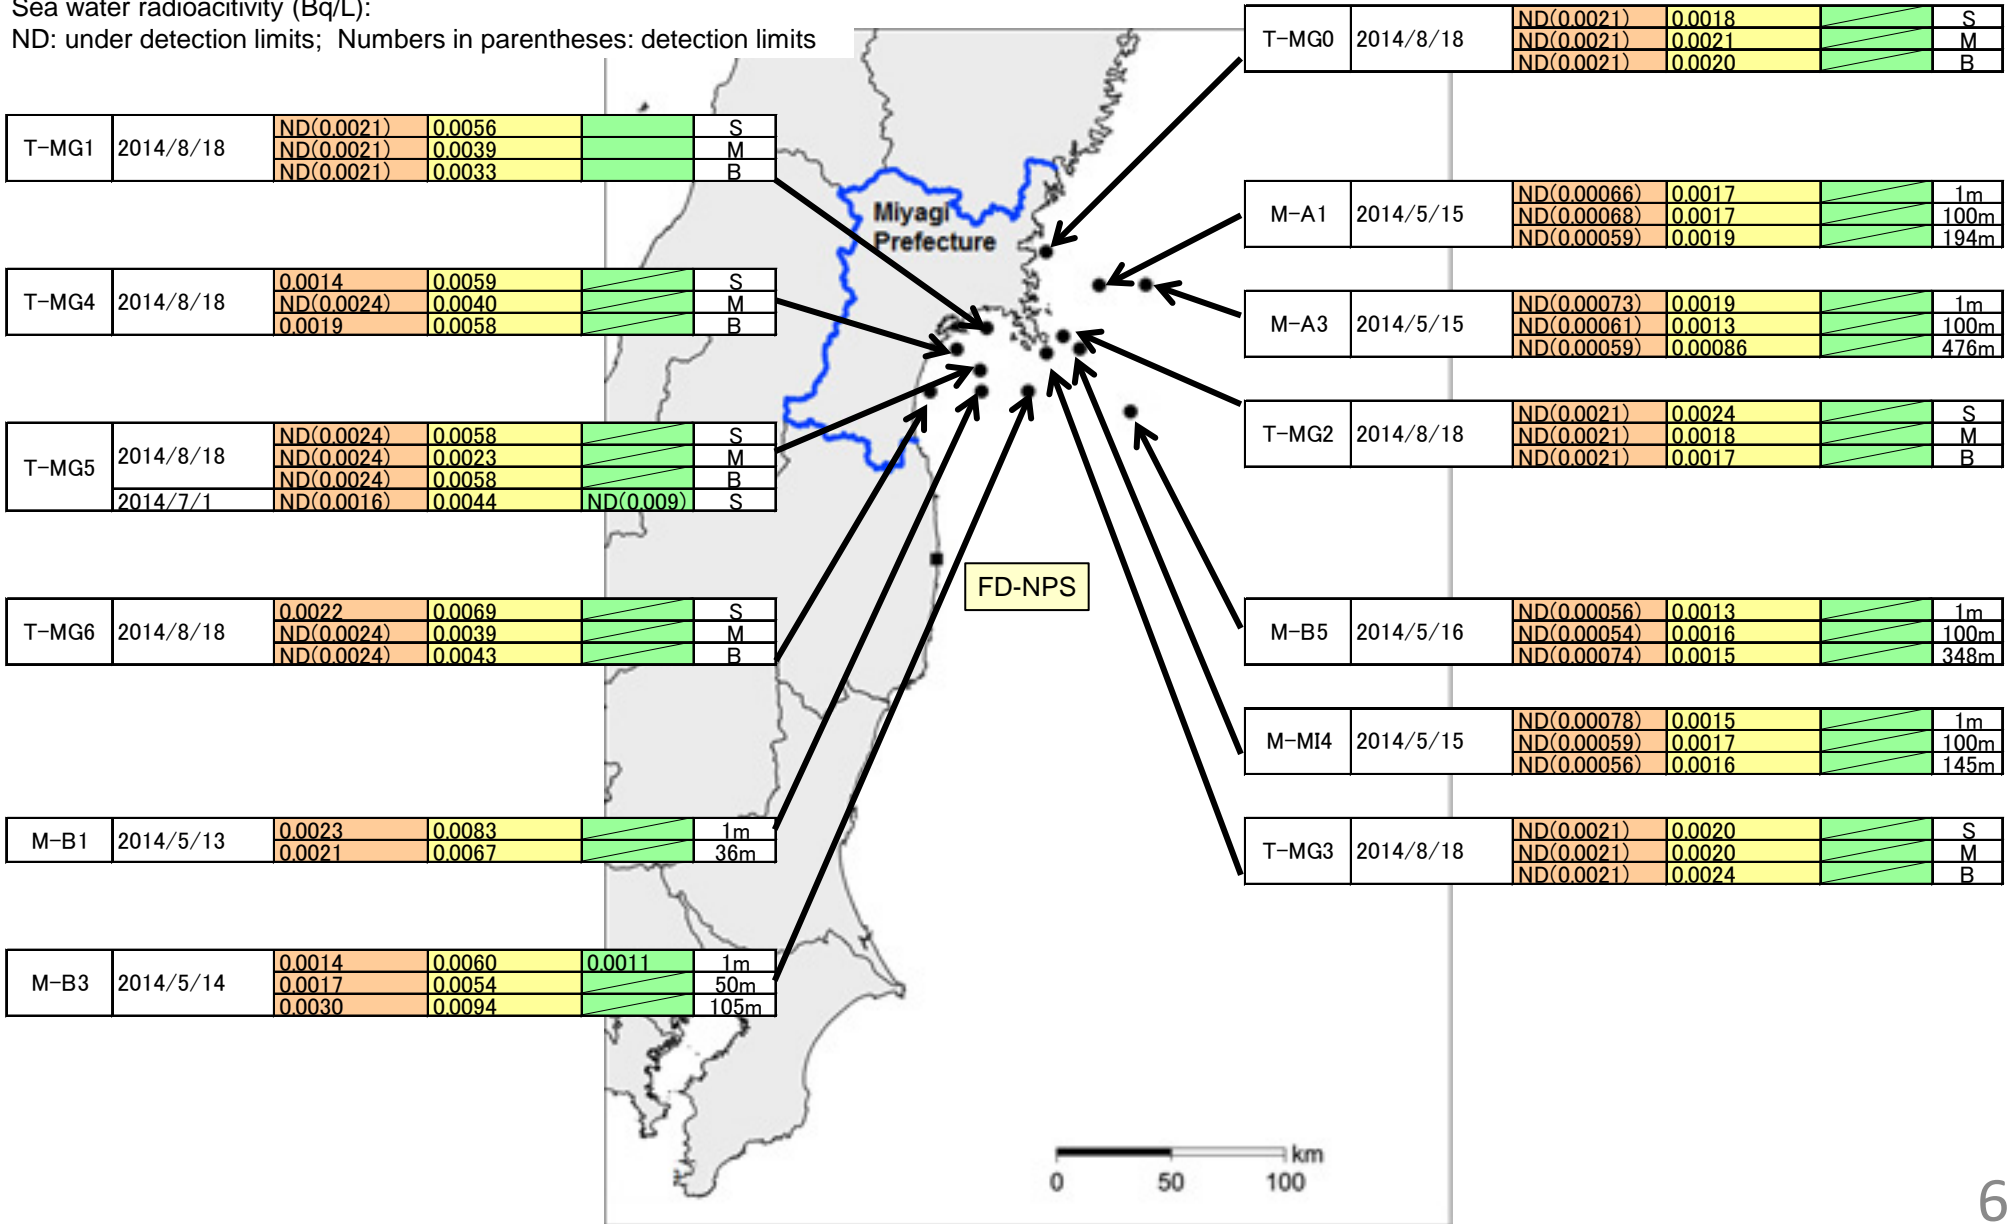 Sea water radioacitivity (Bq/L):
ND: under detection limits; Numbers in parentheses: detection limits
T-MG1 2014/8/18 ND(0.0021) 0.0056 S
ND(0.0021) 0.0039 M
ND(0.0021) 0.0033 B
T-MG4 2014/8/18 0.0014 0.0059 S
ND(0.0024) 0.0040 M
0.0019 0.0058 B
T-MG5 2014/8/18 ND(0.0024) 0.0058 S
ND(0.0024) 0.0023 M
ND(0.0024) 0.0058 B
2014/7/1 ND(0.0016) 0.0044 ND(0.009) S
T-MG6 2014/8/18 0.0022 0.0069 S
ND(0.0024) 0.0039 M
ND(0.0024) 0.0043 B
M-B1 2014/5/13 0.0023 0.0083 1m
0.0021 0.0067 36m
M-B3 2014/5/14 0.0014 0.0060 0.0011 1m
0.0017 0.0054 50m
0.0030 0.0094 105m
Miyagi
Prefecture
FD-NPS
T-MG0 2014/8/18 ND(0.0021) 0.0018 S
ND(0.0021) 0.0021 M
ND(0.0021) 0.0020 B
M-A1 2014/5/15 ND(0.00066) 0.0017 1m
ND(0.00068) 0.0017 100m
ND(0.00059) 0.0019 194m
M-A3 2014/5/15 ND(0.00073) 0.0019 1m
ND(0.00061) 0.0013 100m
ND(0.00059) 0.00086 476m
T-MG2 2014/8/18 ND(0.0021) 0.0024 S
ND(0.0021) 0.0018 M
ND(0.0021) 0.0017 B
M-B5 2014/5/16 ND(0.00056) 0.0013 1m
ND(0.00054) 0.0016 100m
ND(0.00074) 0.0015 348m
M-MI4 2014/5/15 ND(0.00078) 0.0015 1m
ND(0.00059) 0.0017 100m
ND(0.00056) 0.0016 145m
T-MG3 2014/8/18 ND(0.0021) 0.0020 S
ND(0.0021) 0.0020 M
ND(0.0021) 0.0024 B
km
0 50 100
6